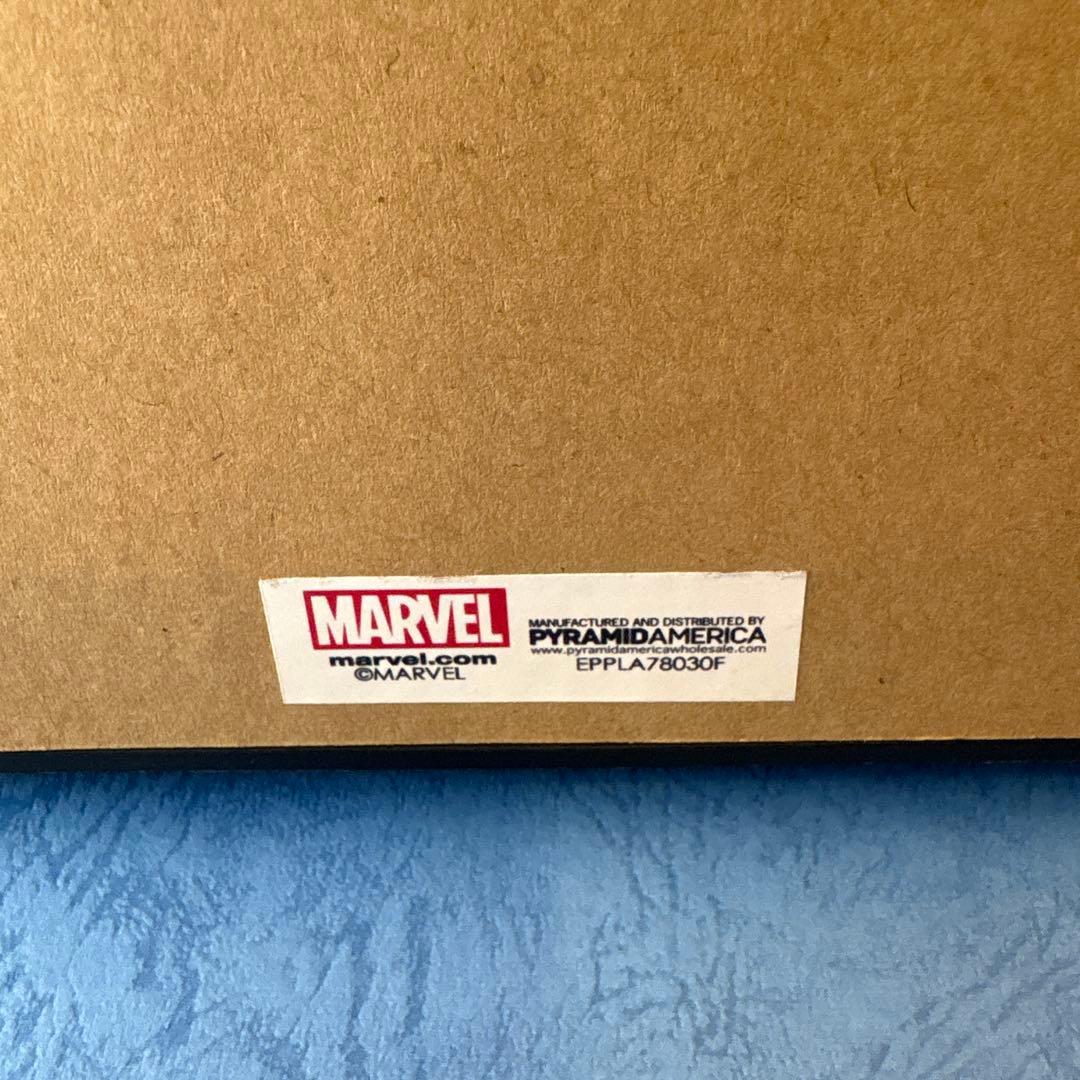 MARVEL
marvel.com
©MARVEL
MANUFACTURED AND DISTRIBUTED BY
PYRAMIDAMERICA
www.pyramidamericawholesale.com
EPPLA78030F